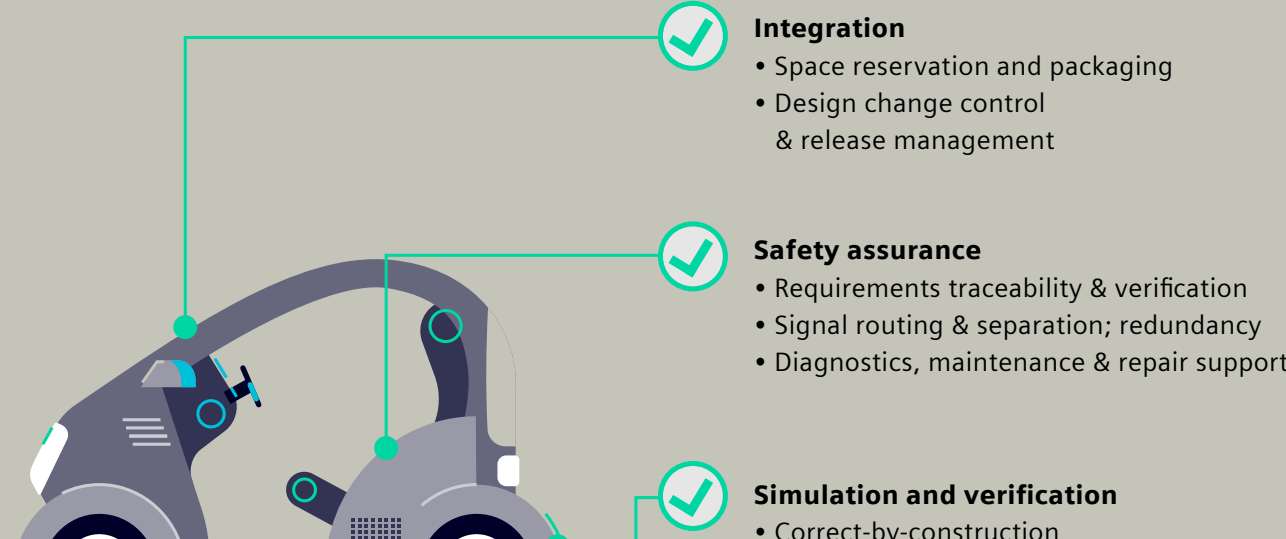 Integration
• Space reservation and packaging
• Design change control
& release management
Safety assurance
• Requirements traceability & verification
• Signal routing & separation; redundancy
• Diagnostics, maintenance & repair support
Simulation and verification
• Correct-by-construction